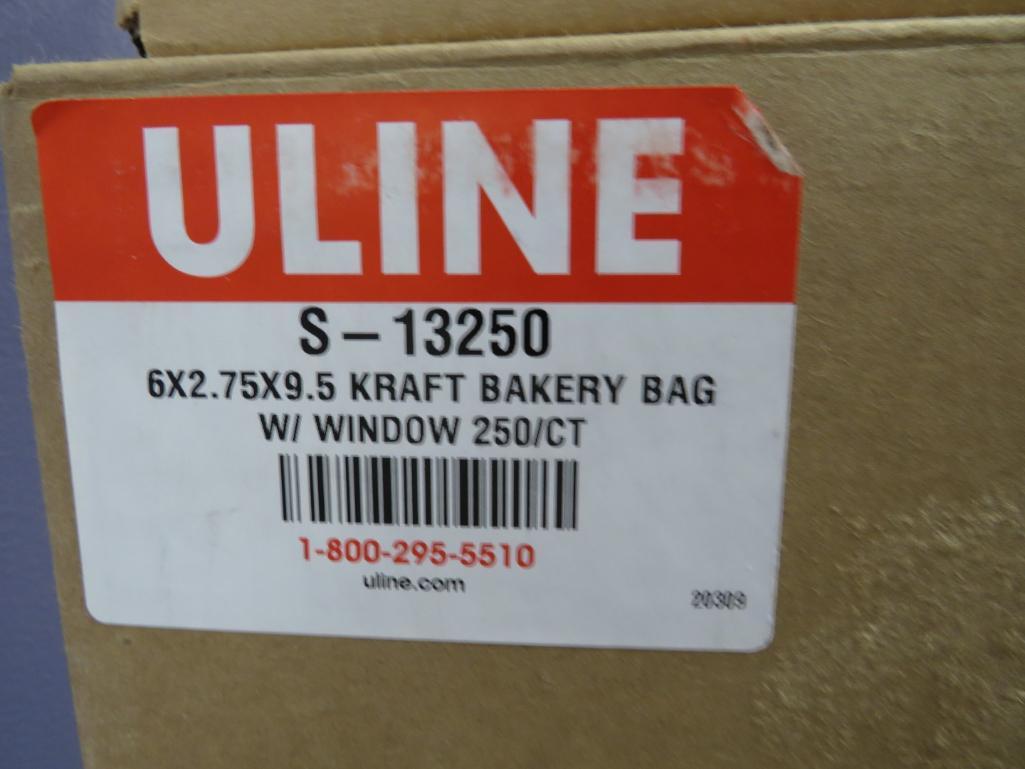 ULINE
S-13250
6X2.75X9.5 KRAFT BAKERY BAG
W/ WINDOW 250/CT
1-800-295-5510
uline.com
20309